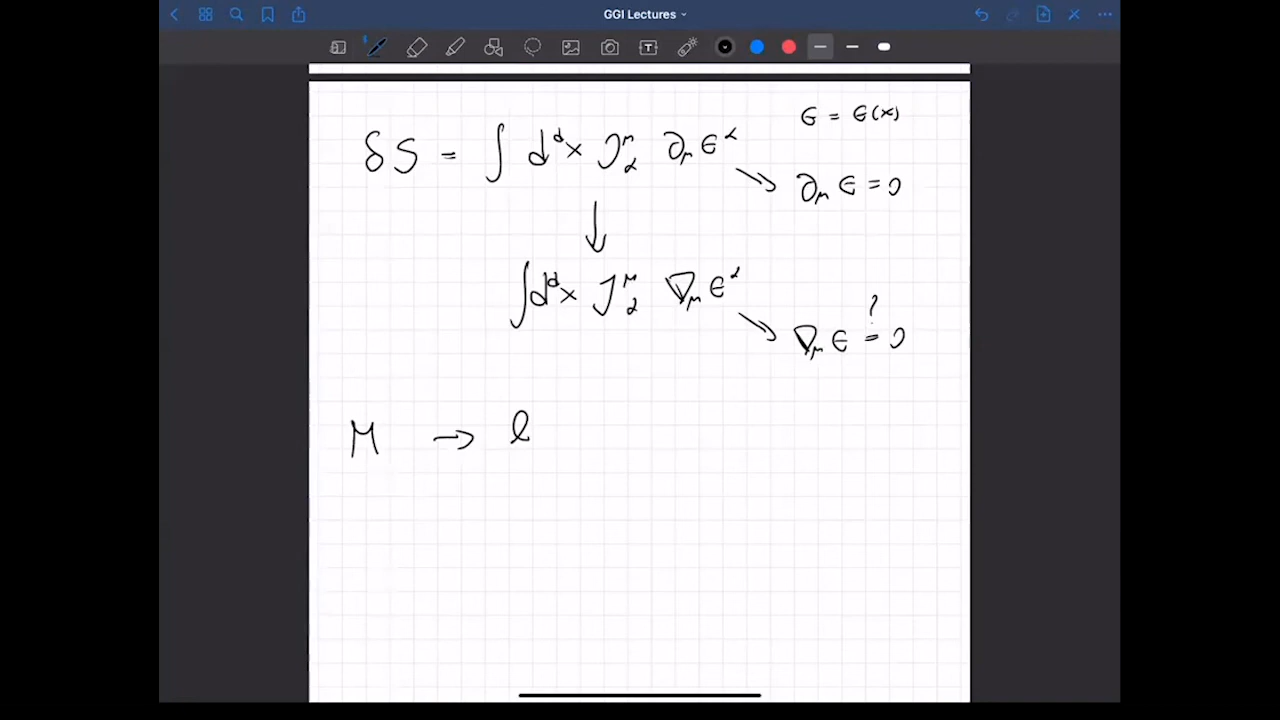 GGI Lectures
ϵ = ϵ(x)
δS = ∫ d^d x J^μ_α ∂_μ ϵ^α
↘ ∂_μ ϵ = 0
↓
∫ d^d x J^μ_α ∇_μ ϵ^α
?
↘ ∇_μ ϵ = 0
M → ℓ